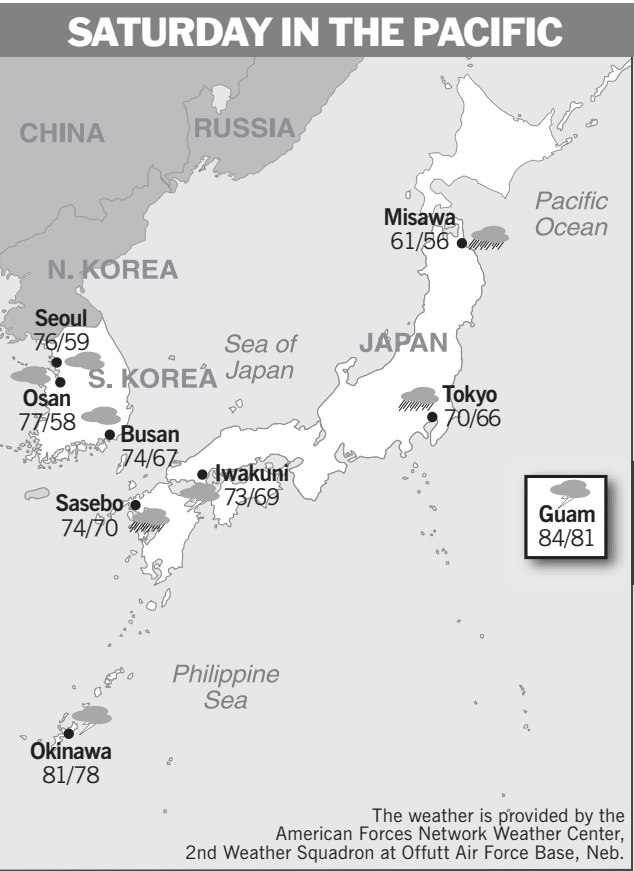 SATURDAY IN THE PACIFIC
CHINA
RUSSIA
Pacific
Ocean
Misawa
61/56
N. KOREA
Seoul
76/59
Sea of
Japan
JAPAN
S. KOREA
Osan
77/58
Tokyo
70/66
Busan
74/67
Iwakuni
73/69
Sasebo
74/70
Guam
84/81
Philippine
Sea
Okinawa
81/78
The weather is provided by the
American Forces Network Weather Center,
2nd Weather Squadron at Offutt Air Force Base, Neb.